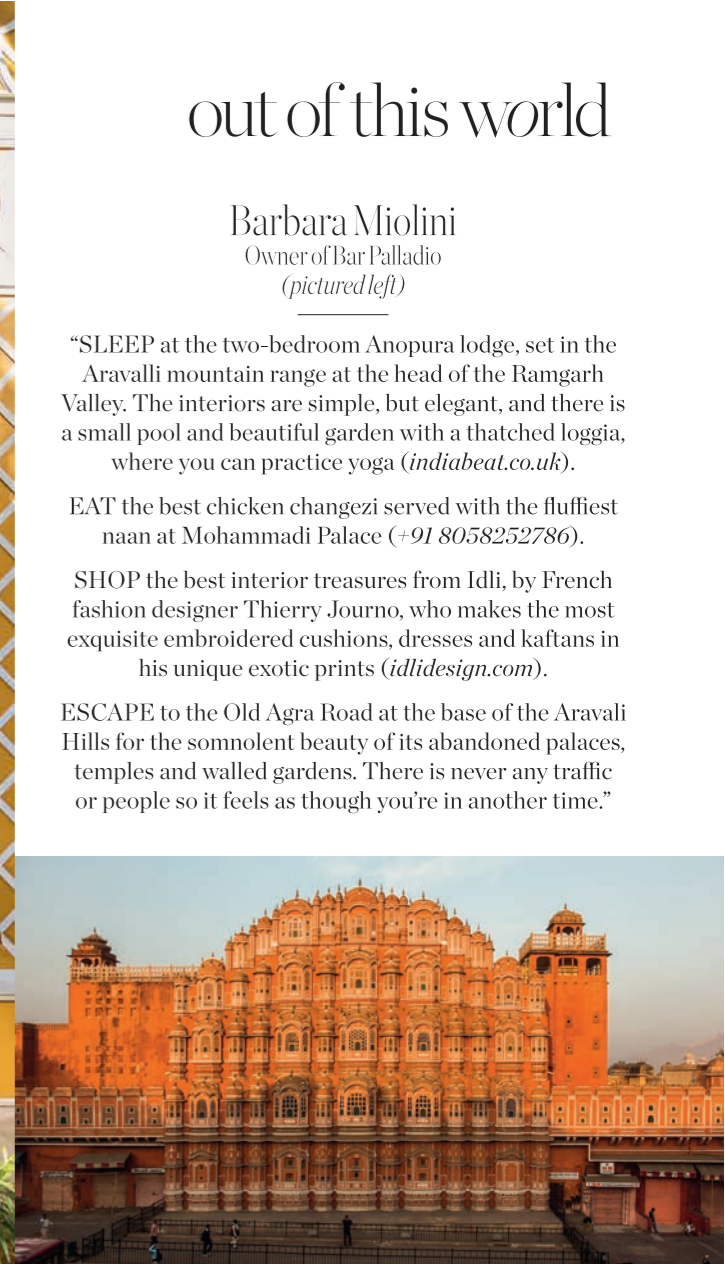 out of this world
Barbara Miolini
Owner of Bar Palladio
(pictured left)
“SLEEP at the two-bedroom Anopura lodge, set in the
Aravalli mountain range at the head of the Ramgarh
Valley. The interiors are simple, but elegant, and there is
a small pool and beautiful garden with a thatched loggia,
where you can practice yoga (indiabeat.co.uk).
EAT the best chicken changezi served with the fluffiest
naan at Mohammadi Palace (+91 8058252786).
SHOP the best interior treasures from Idli, by French
fashion designer Thierry Journo, who makes the most
exquisite embroidered cushions, dresses and kaftans in
his unique exotic prints (idlidesign.com).
ESCAPE to the Old Agra Road at the base of the Aravali
Hills for the somnolent beauty of its abandoned palaces,
temples and walled gardens. There is never any traffic
or people so it feels as though you’re in another time.”